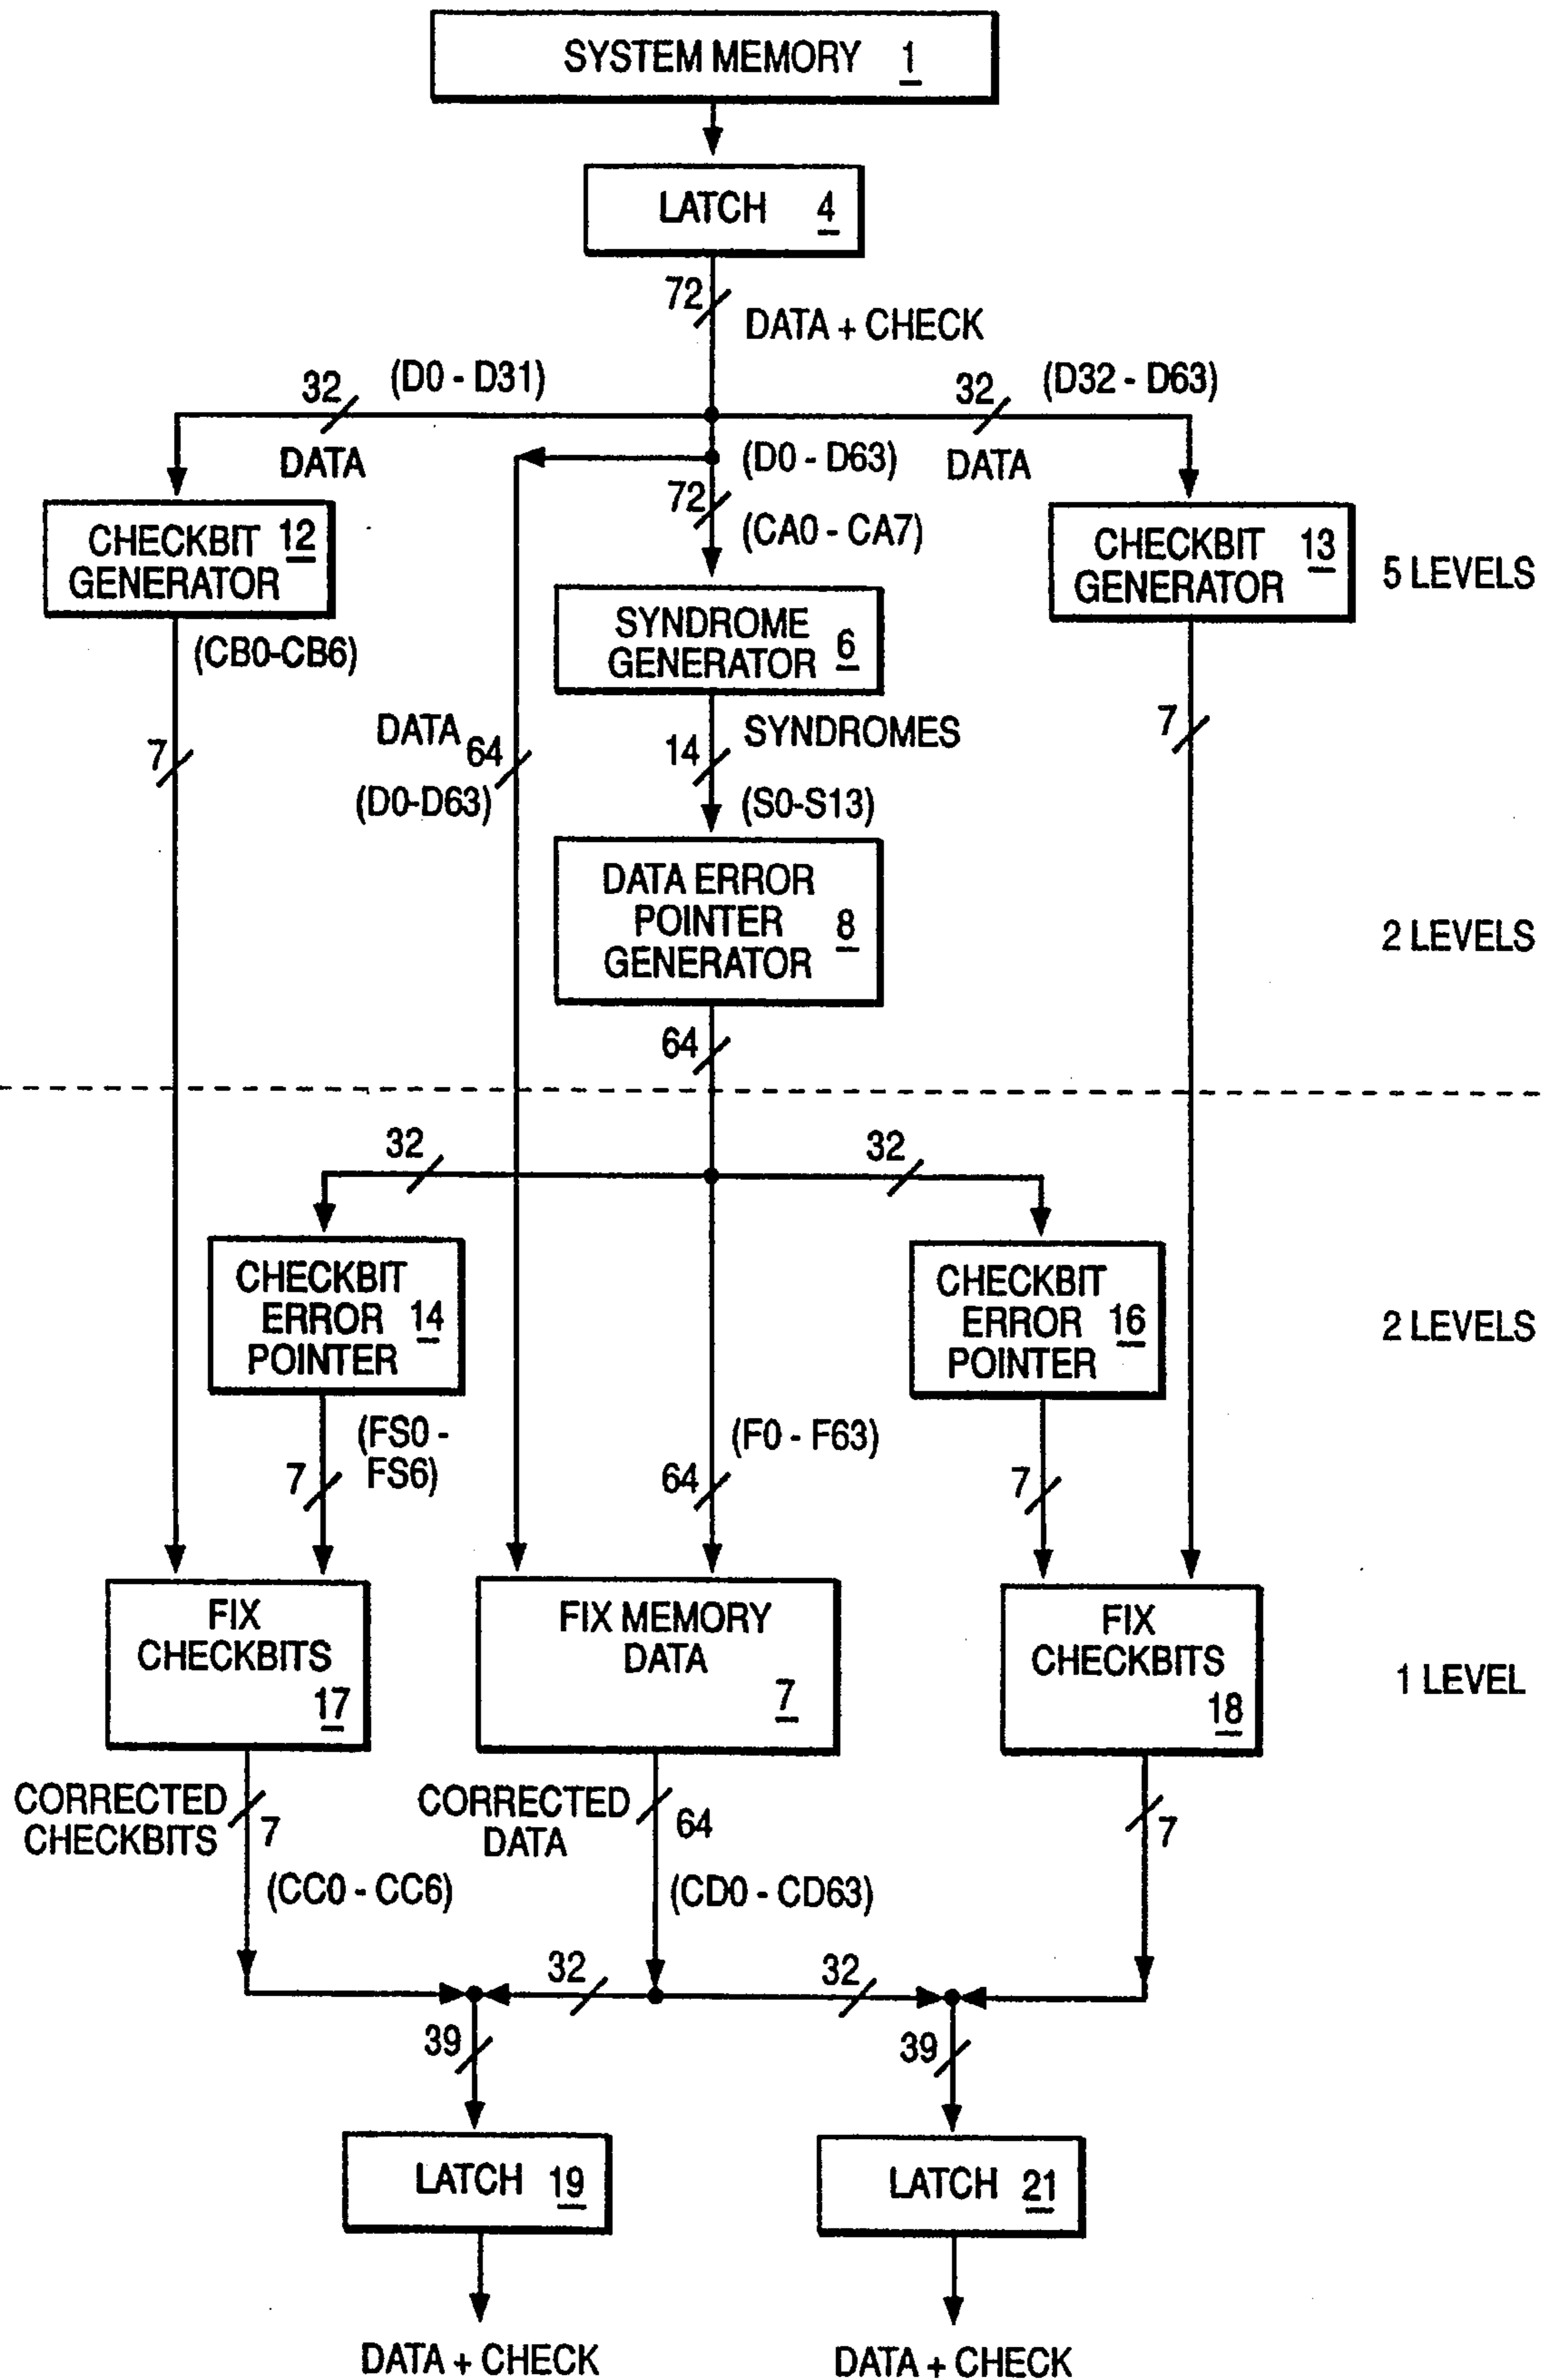 SYSTEM MEMORY 1
LATCH 4
72
DATA + CHECK
32
(D0 - D31)
32
(D32 - D63)
DATA
(D0 - D63)
DATA
72
(CA0 - CA7)
CHECKBIT 12
GENERATOR
CHECKBIT 13
GENERATOR
5 LEVELS
(CB0-CB6)
SYNDROME
GENERATOR 6
7
DATA 64
(D0-D63)
14
SYNDROMES
(S0-S13)
7
DATA ERROR
POINTER 8
GENERATOR
2 LEVELS
64
32
32
CHECKBIT
ERROR 14
POINTER
CHECKBIT
ERROR 16
POINTER
2 LEVELS
(FS0 -
FS6)
7
(F0 - F63)
64
7
FIX
CHECKBITS
17
FIX MEMORY
DATA
7
FIX
CHECKBITS
18
1 LEVEL
CORRECTED
CHECKBITS
7
(CC0 - CC6)
CORRECTED
DATA
64
(CD0 - CD63)
7
32
32
39
39
LATCH 19
LATCH 21
DATA + CHECK
DATA + CHECK